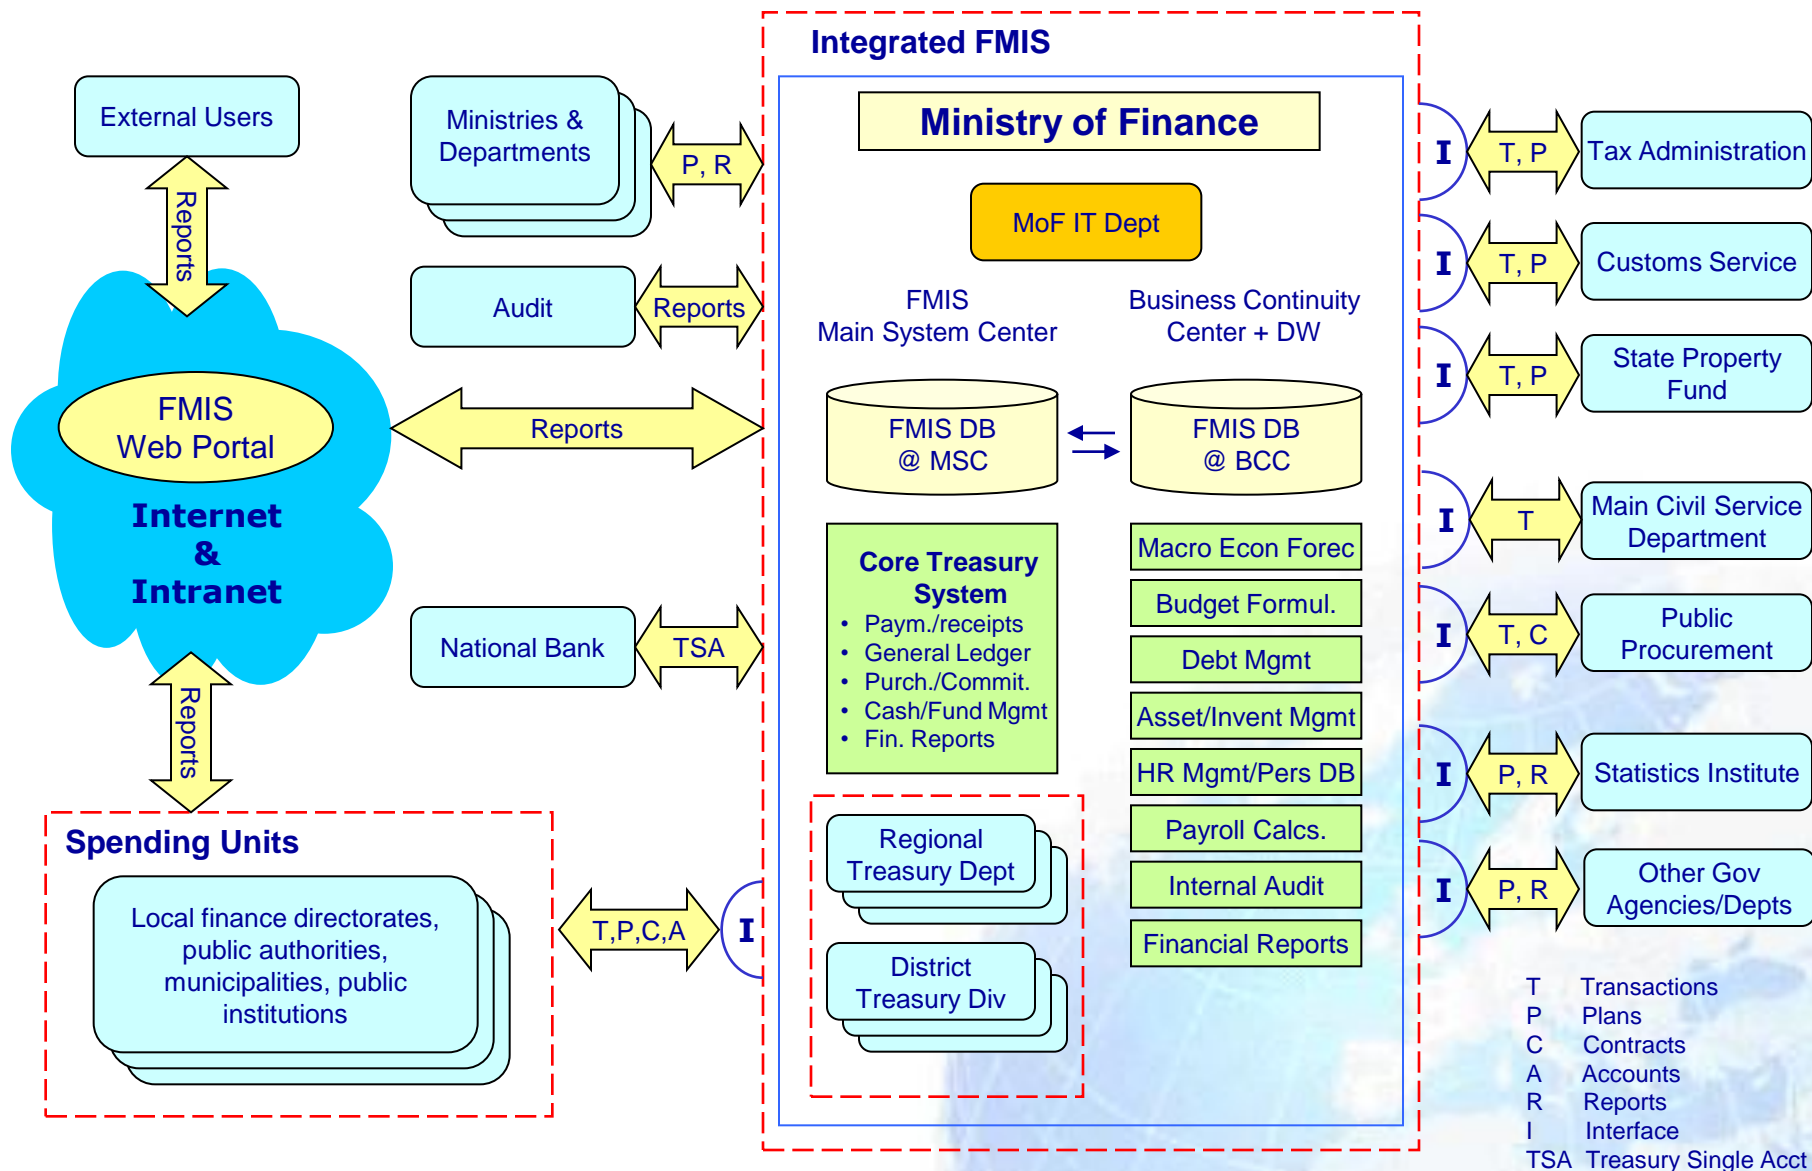 Integrated FMIS
External Users
Reports
FMIS
Web Portal
Internet
&
Intranet
Reports
Spending Units
Local finance directorates,
public authorities,
municipalities, public
institutions
Ministries &
Departments
P, R
Audit
Reports
Reports
National Bank
TSA
T,P,C,A
I
Ministry of Finance
MoF IT Dept
FMIS
Main System Center
Business Continuity
Center + DW
FMIS DB
@ MSC
FMIS DB
@ BCC
Core Treasury
System
• Paym./receipts
• General Ledger
• Purch./Commit.
• Cash/Fund Mgmt
• Fin. Reports
Regional
Treasury Dept
District
Treasury Div
Macro Econ Forec
Budget Formul.
Debt Mgmt
Asset/Invent Mgmt
HR Mgmt/Pers DB
Payroll Calcs.
Internal Audit
Financial Reports
I
T, P
Tax Administration
I
T, P
Customs Service
I
T, P
State Property
Fund
I
T
Main Civil Service
Department
I
T, C
Public
Procurement
I
P, R
Statistics Institute
I
P, R
Other Gov
Agencies/Depts
T Transactions
P Plans
C Contracts
A Accounts
R Reports
I Interface
TSA Treasury Single Acct